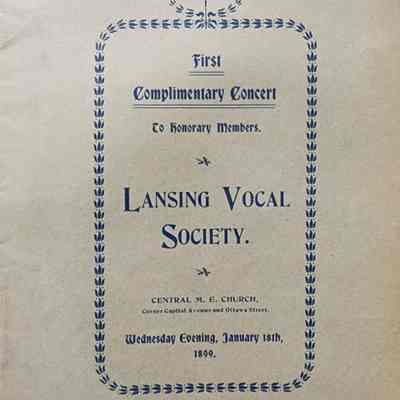 First
Complimentary Concert
To Honorary Members.
LANSING VOCAL
SOCIETY.
CENTRAL M. E. CHURCH,
Corner Capitol Avenue and Ottawa Street.
Wednesday Evening, January 18th,
1899.